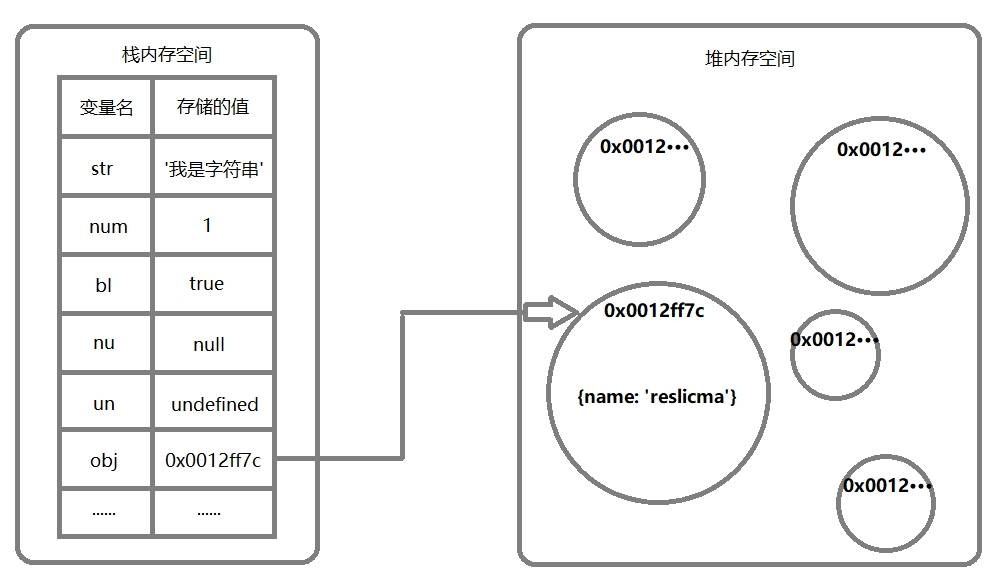 栈内存空间
变量名 存储的值
str '我是字符串'
num 1
bl true
nu null
un undefined
obj 0x0012ff7c
...... ......
堆内存空间
0x0012•••
0x0012•••
0x0012ff7c
{name: 'reslicma'}
0x0012•••
0x0012•••